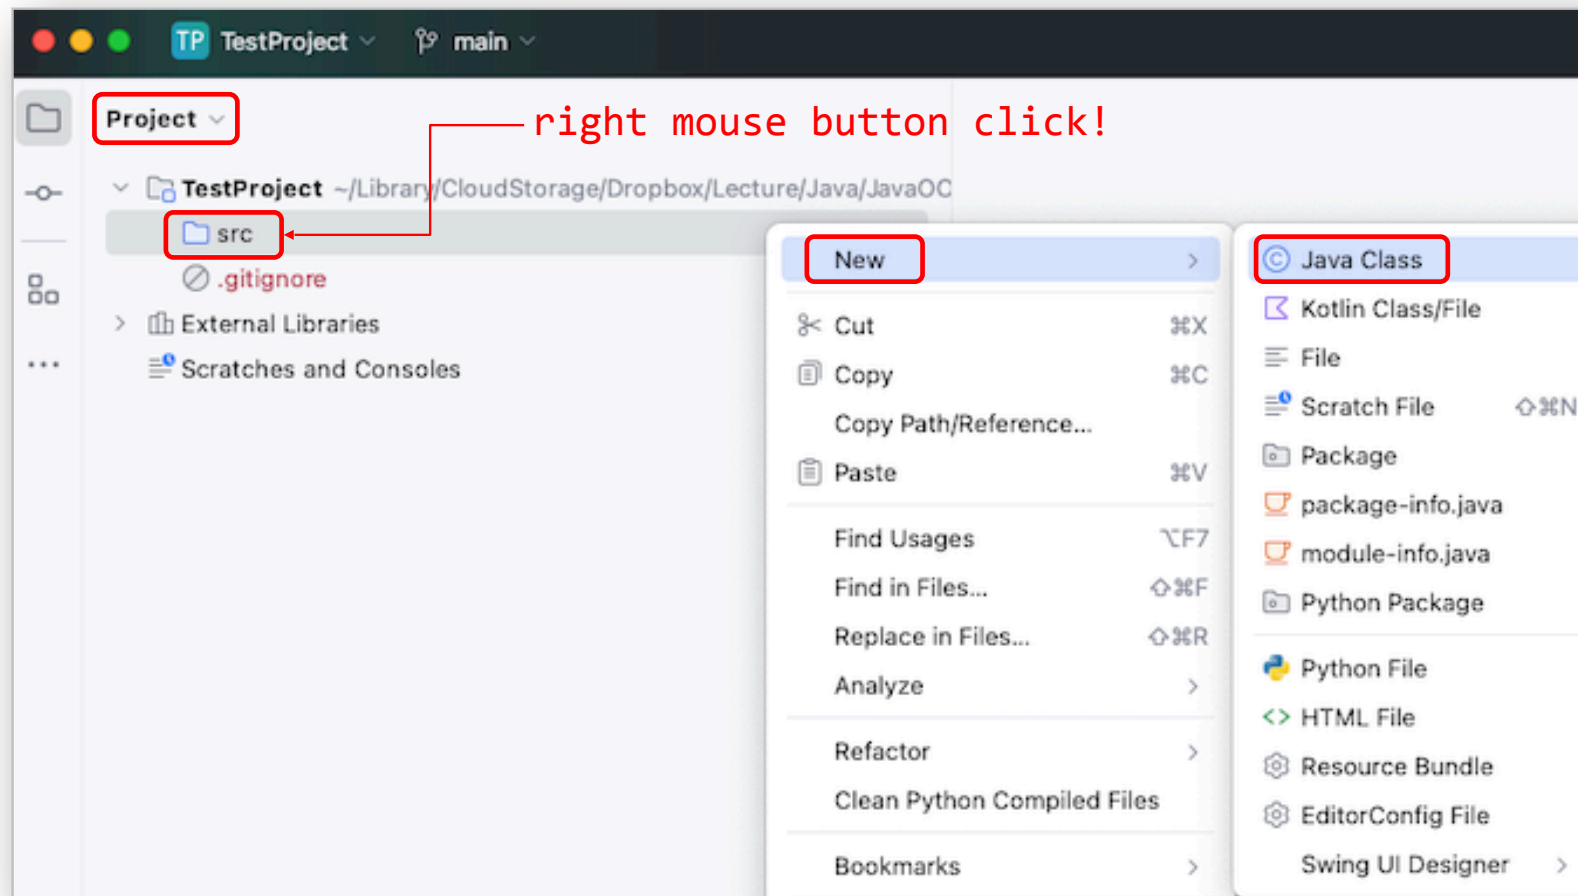 TP TestProject main
Project
right mouse button click!
TestProject ~/Library/CloudStorage/Dropbox/Lecture/Java/JavaOC
src
.gitignore
External Libraries
Scratches and Consoles
New
Cut ⌘X
Copy ⌘C
Copy Path/Reference...
Paste ⌘V
Find Usages ⌥F7
Find in Files... ⇧⌘F
Replace in Files... ⇧⌘R
Analyze
Refactor
Clean Python Compiled Files
Bookmarks
Java Class
Kotlin Class/File
File
Scratch File ⇧⌘N
Package
package-info.java
module-info.java
Python Package
Python File
HTML File
Resource Bundle
EditorConfig File
Swing UI Designer